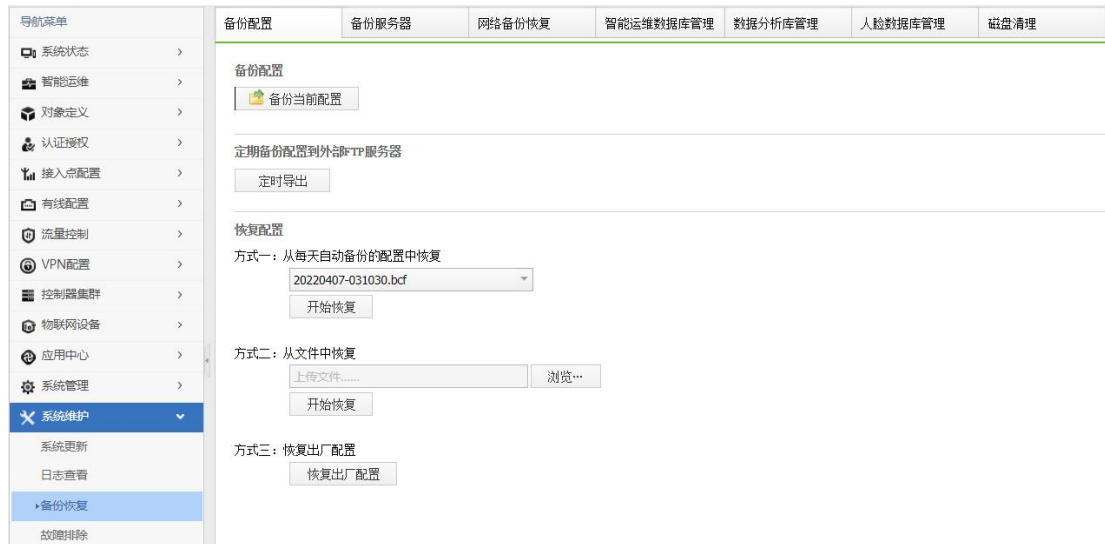 导航菜单
系统状态
智能运维
对象定义
认证授权
接入点配置
有线配置
流量控制
VPN配置
控制器集群
物联网设备
应用中心
系统管理
系统维护
系统更新
日志查看
备份恢复
故障排除
备份配置
备份服务器
网络备份恢复
智能运维数据库管理
数据分析库管理
人脸数据库管理
磁盘清理
备份配置
备份当前配置
定期备份配置到外部FTP服务器
定时导出
恢复配置
方式一：从每天自动备份的配置中恢复
20220407-031030.bcf
开始恢复
方式二：从文件中恢复
上传文件......
浏览…
开始恢复
方式三：恢复出厂配置
恢复出厂配置